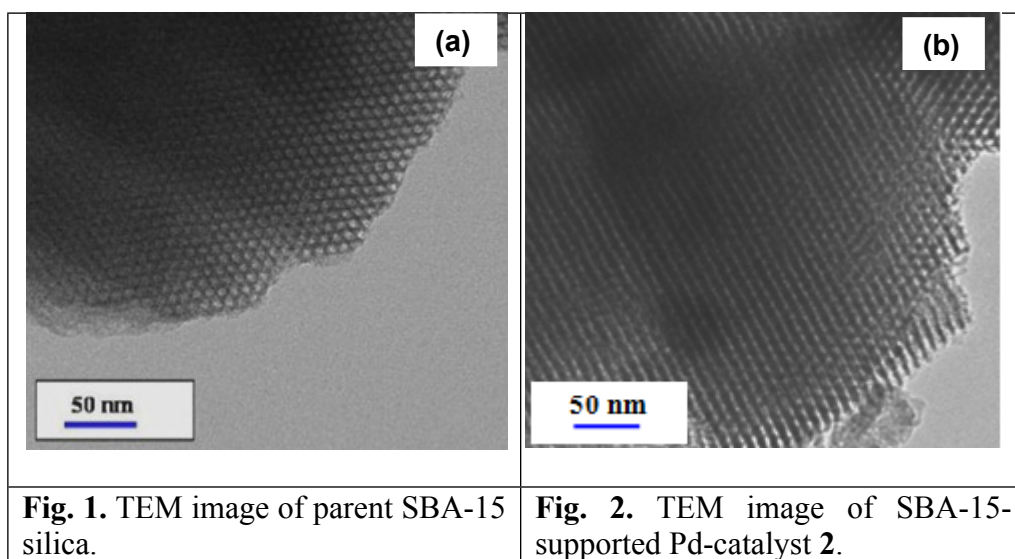 (a)
50 nm
(b)
50 nm
Fig. 1. TEM image of parent SBA-15
silica.
Fig. 2. TEM image of SBA-15-
supported Pd-catalyst 2.